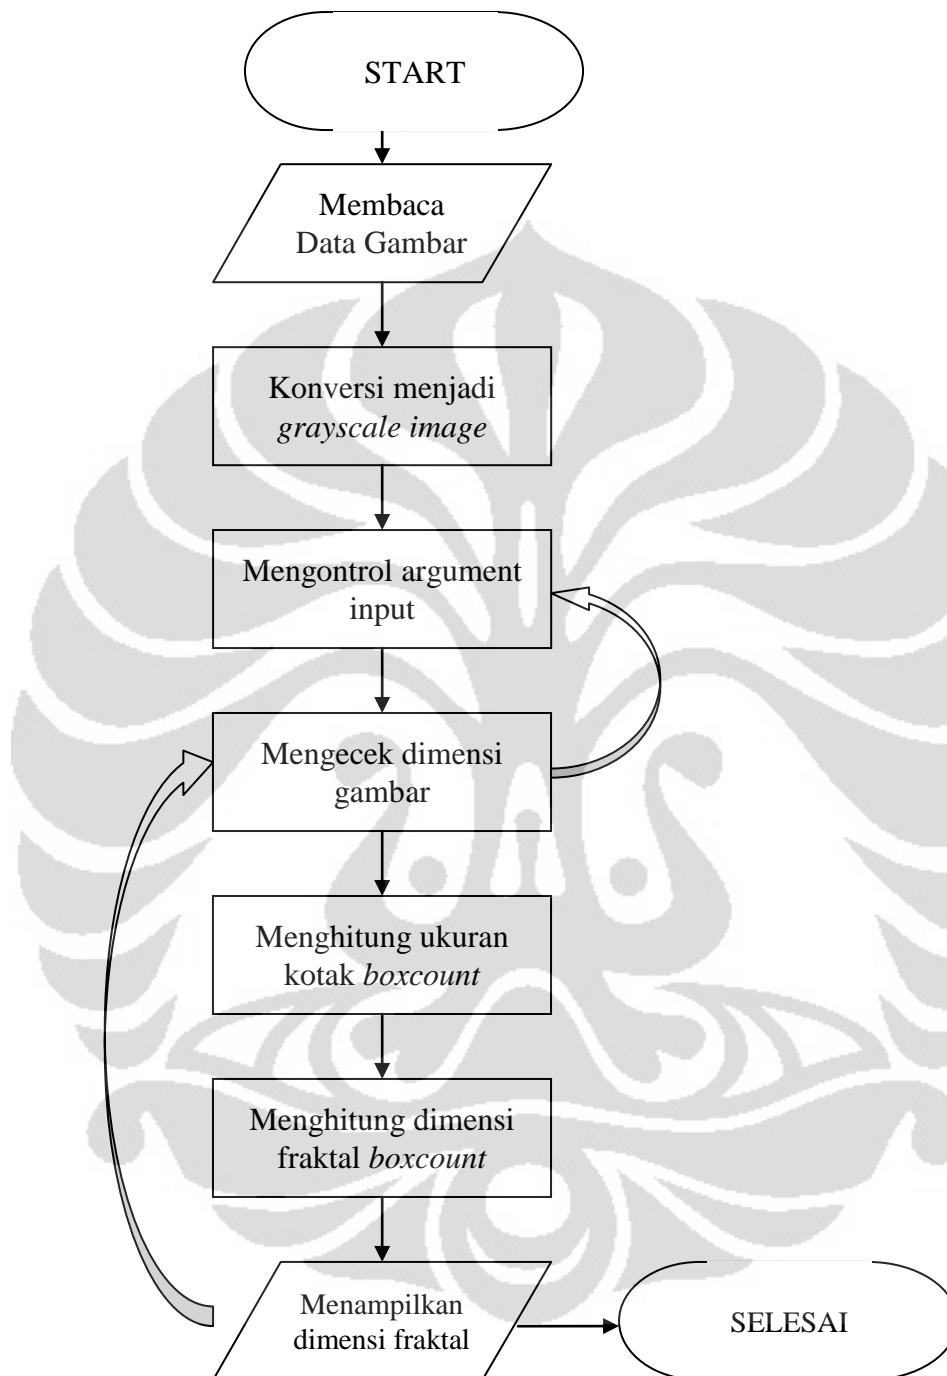 START
Membaca
Data Gambar
Konversi menjadi
grayscale image
Mengontrol argument
input
Mengecek dimensi
gambar
Menghitung ukuran
kotak boxcount
Menghitung dimensi
fraktal boxcount
Menampilkan
dimensi fraktal
SELESAI